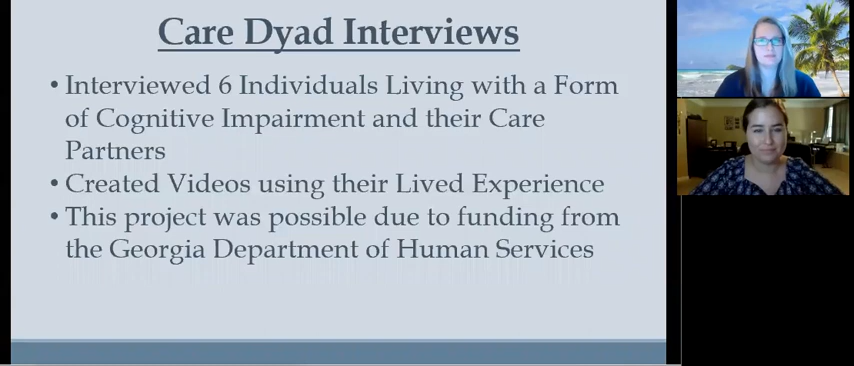 Care Dyad Interviews
• Interviewed 6 Individuals Living with a Form
of Cognitive Impairment and their Care
Partners
• Created Videos using their Lived Experience
• This project was possible due to funding from
the Georgia Department of Human Services